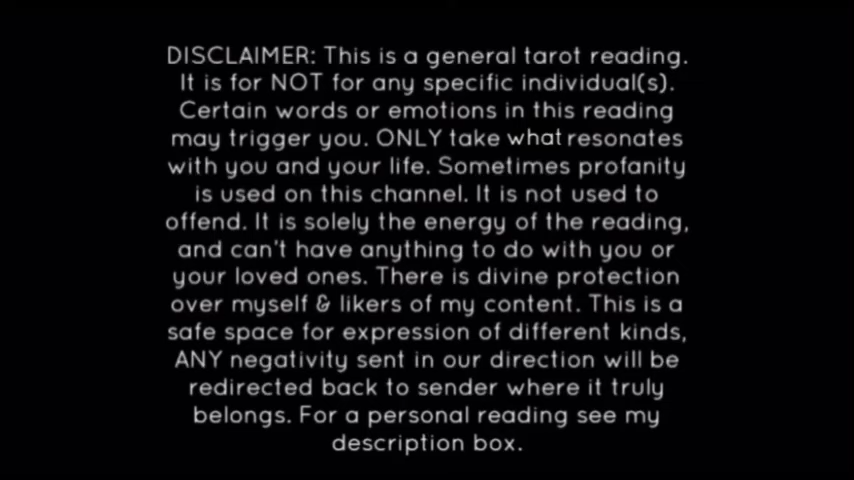 DISCLAIMER: This is a general tarot reading.
It is for NOT for any specific individual(s).
Certain words or emotions in this reading
may trigger you. ONLY take what resonates
with you and your life. Sometimes profanity
is used on this channel. It is not used to
offend. It is solely the energy of the reading,
and can't have anything to do with you or
your loved ones. There is divine protection
over myself & likers of my content. This is a
safe space for expression of different kinds,
ANY negativity sent in our direction will be
redirected back to sender where it truly
belongs. For a personal reading see my
description box.